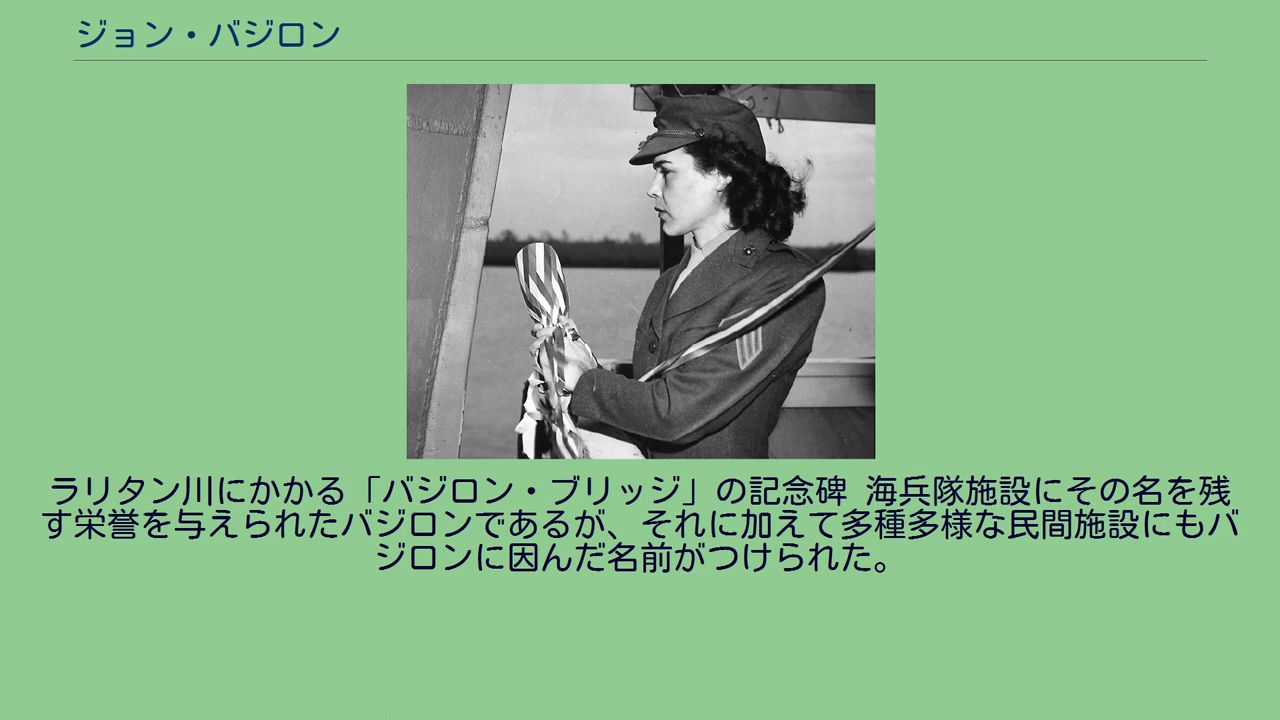 ジョン・バジロン
ラリタン川にかかる「バジロン・ブリッジ」の記念碑 海兵隊施設にその名を残
す栄誉を与えられたバジロンであるが、それに加えて多種多様な民間施設にもバ
ジロンに因んだ名前がつけられた。